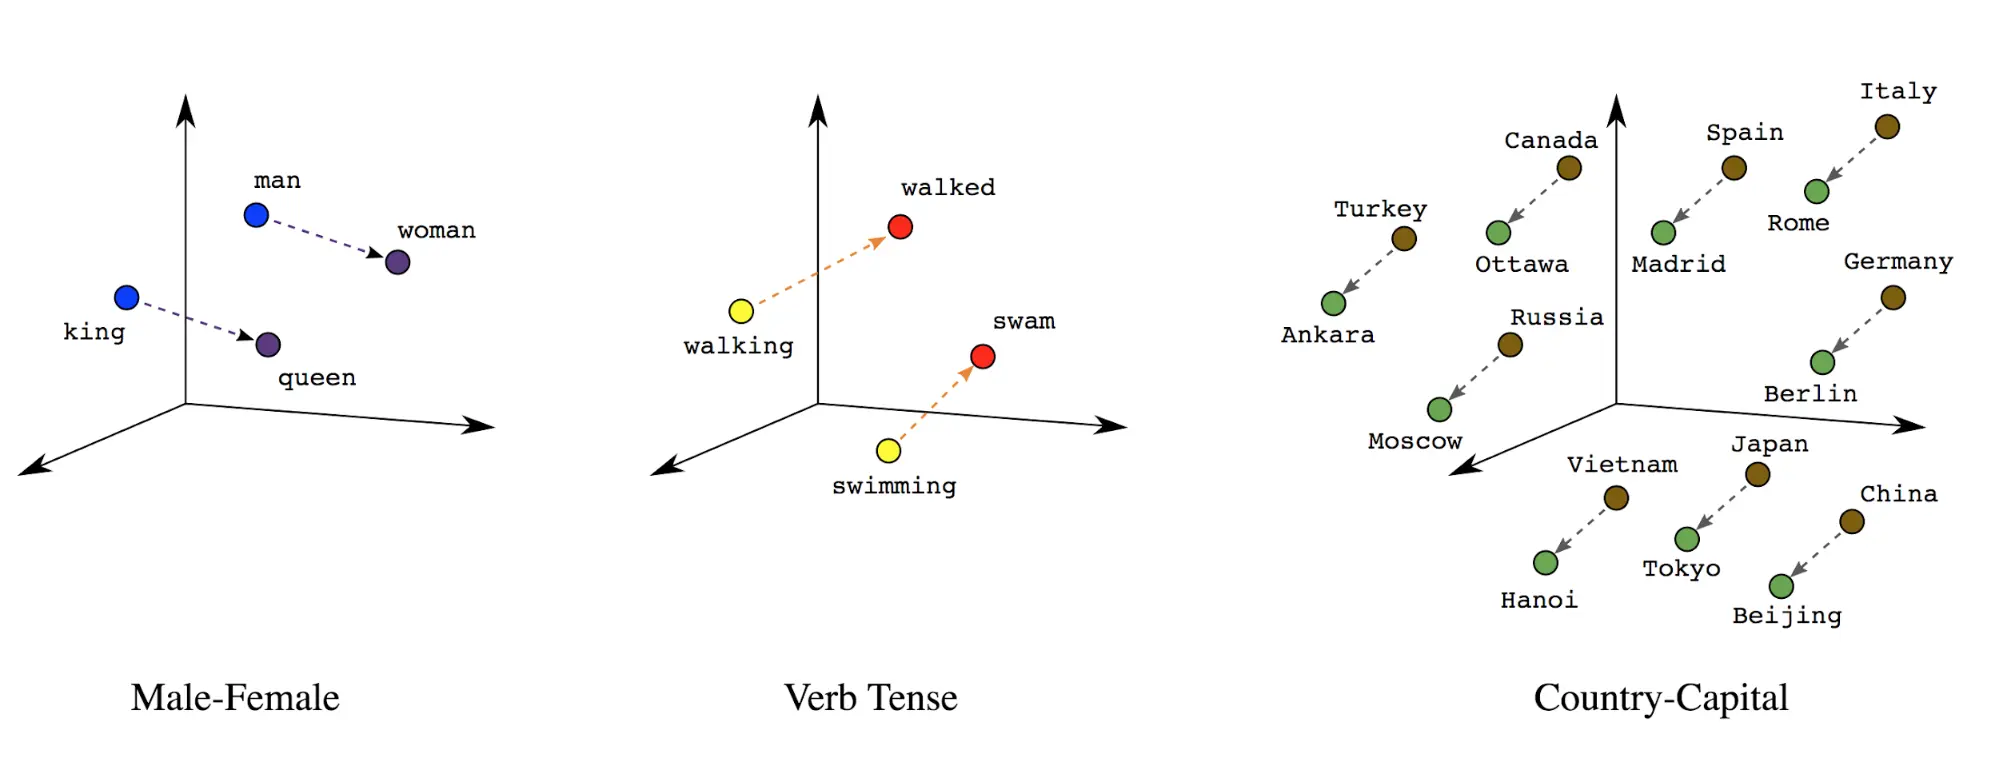 man
woman
king
queen
Male-Female
walked
walking
swam
swimming
Verb Tense
Italy
Canada
Spain
Turkey
Rome
Ottawa
Madrid
Germany
Ankara
Russia
Berlin
Moscow
Japan
Vietnam
China
Tokyo
Hanoi
Beijing
Country-Capital